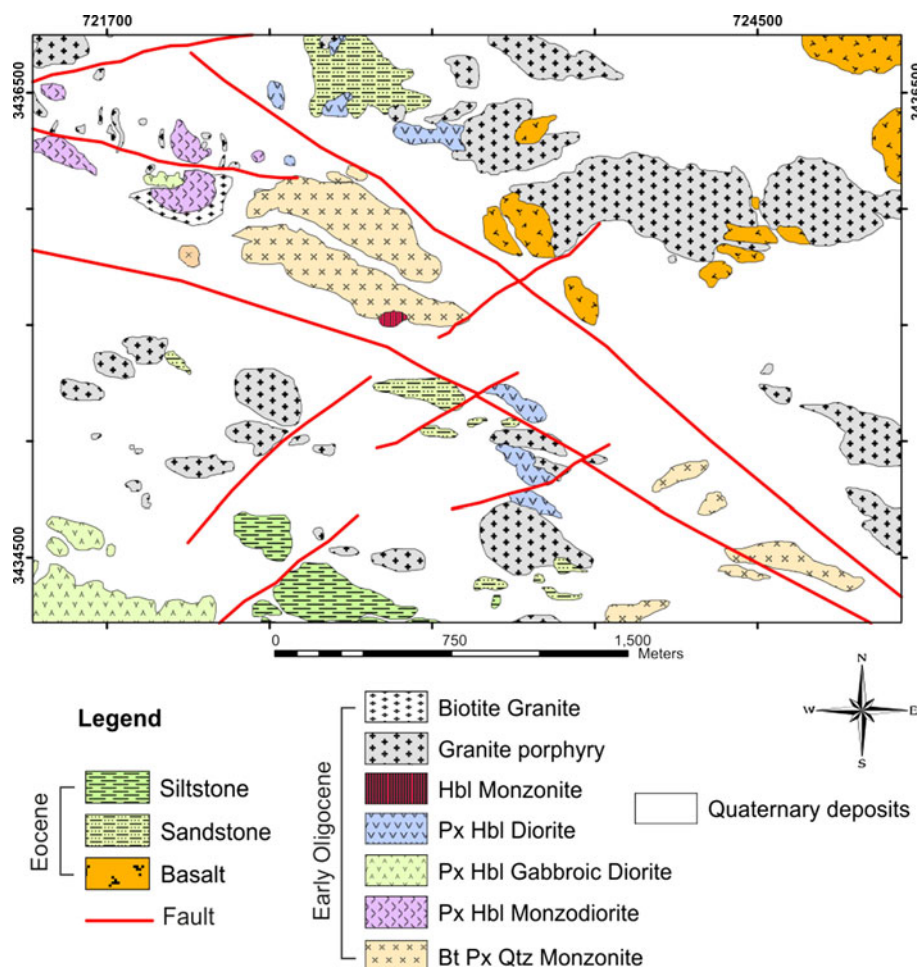 721700 724500
3436500 3436500
3434500 3434500
0 750 1,500
Meters
N
W E
S
Legend
Eocene
Siltstone
Sandstone
Basalt
Fault
Early Oligocene
Biotite Granite
Granite porphyry
Hbl Monzonite
Px Hbl Diorite
Px Hbl Gabbroic Diorite
Px Hbl Monzodiorite
Bt Px Qtz Monzonite
Quaternary deposits